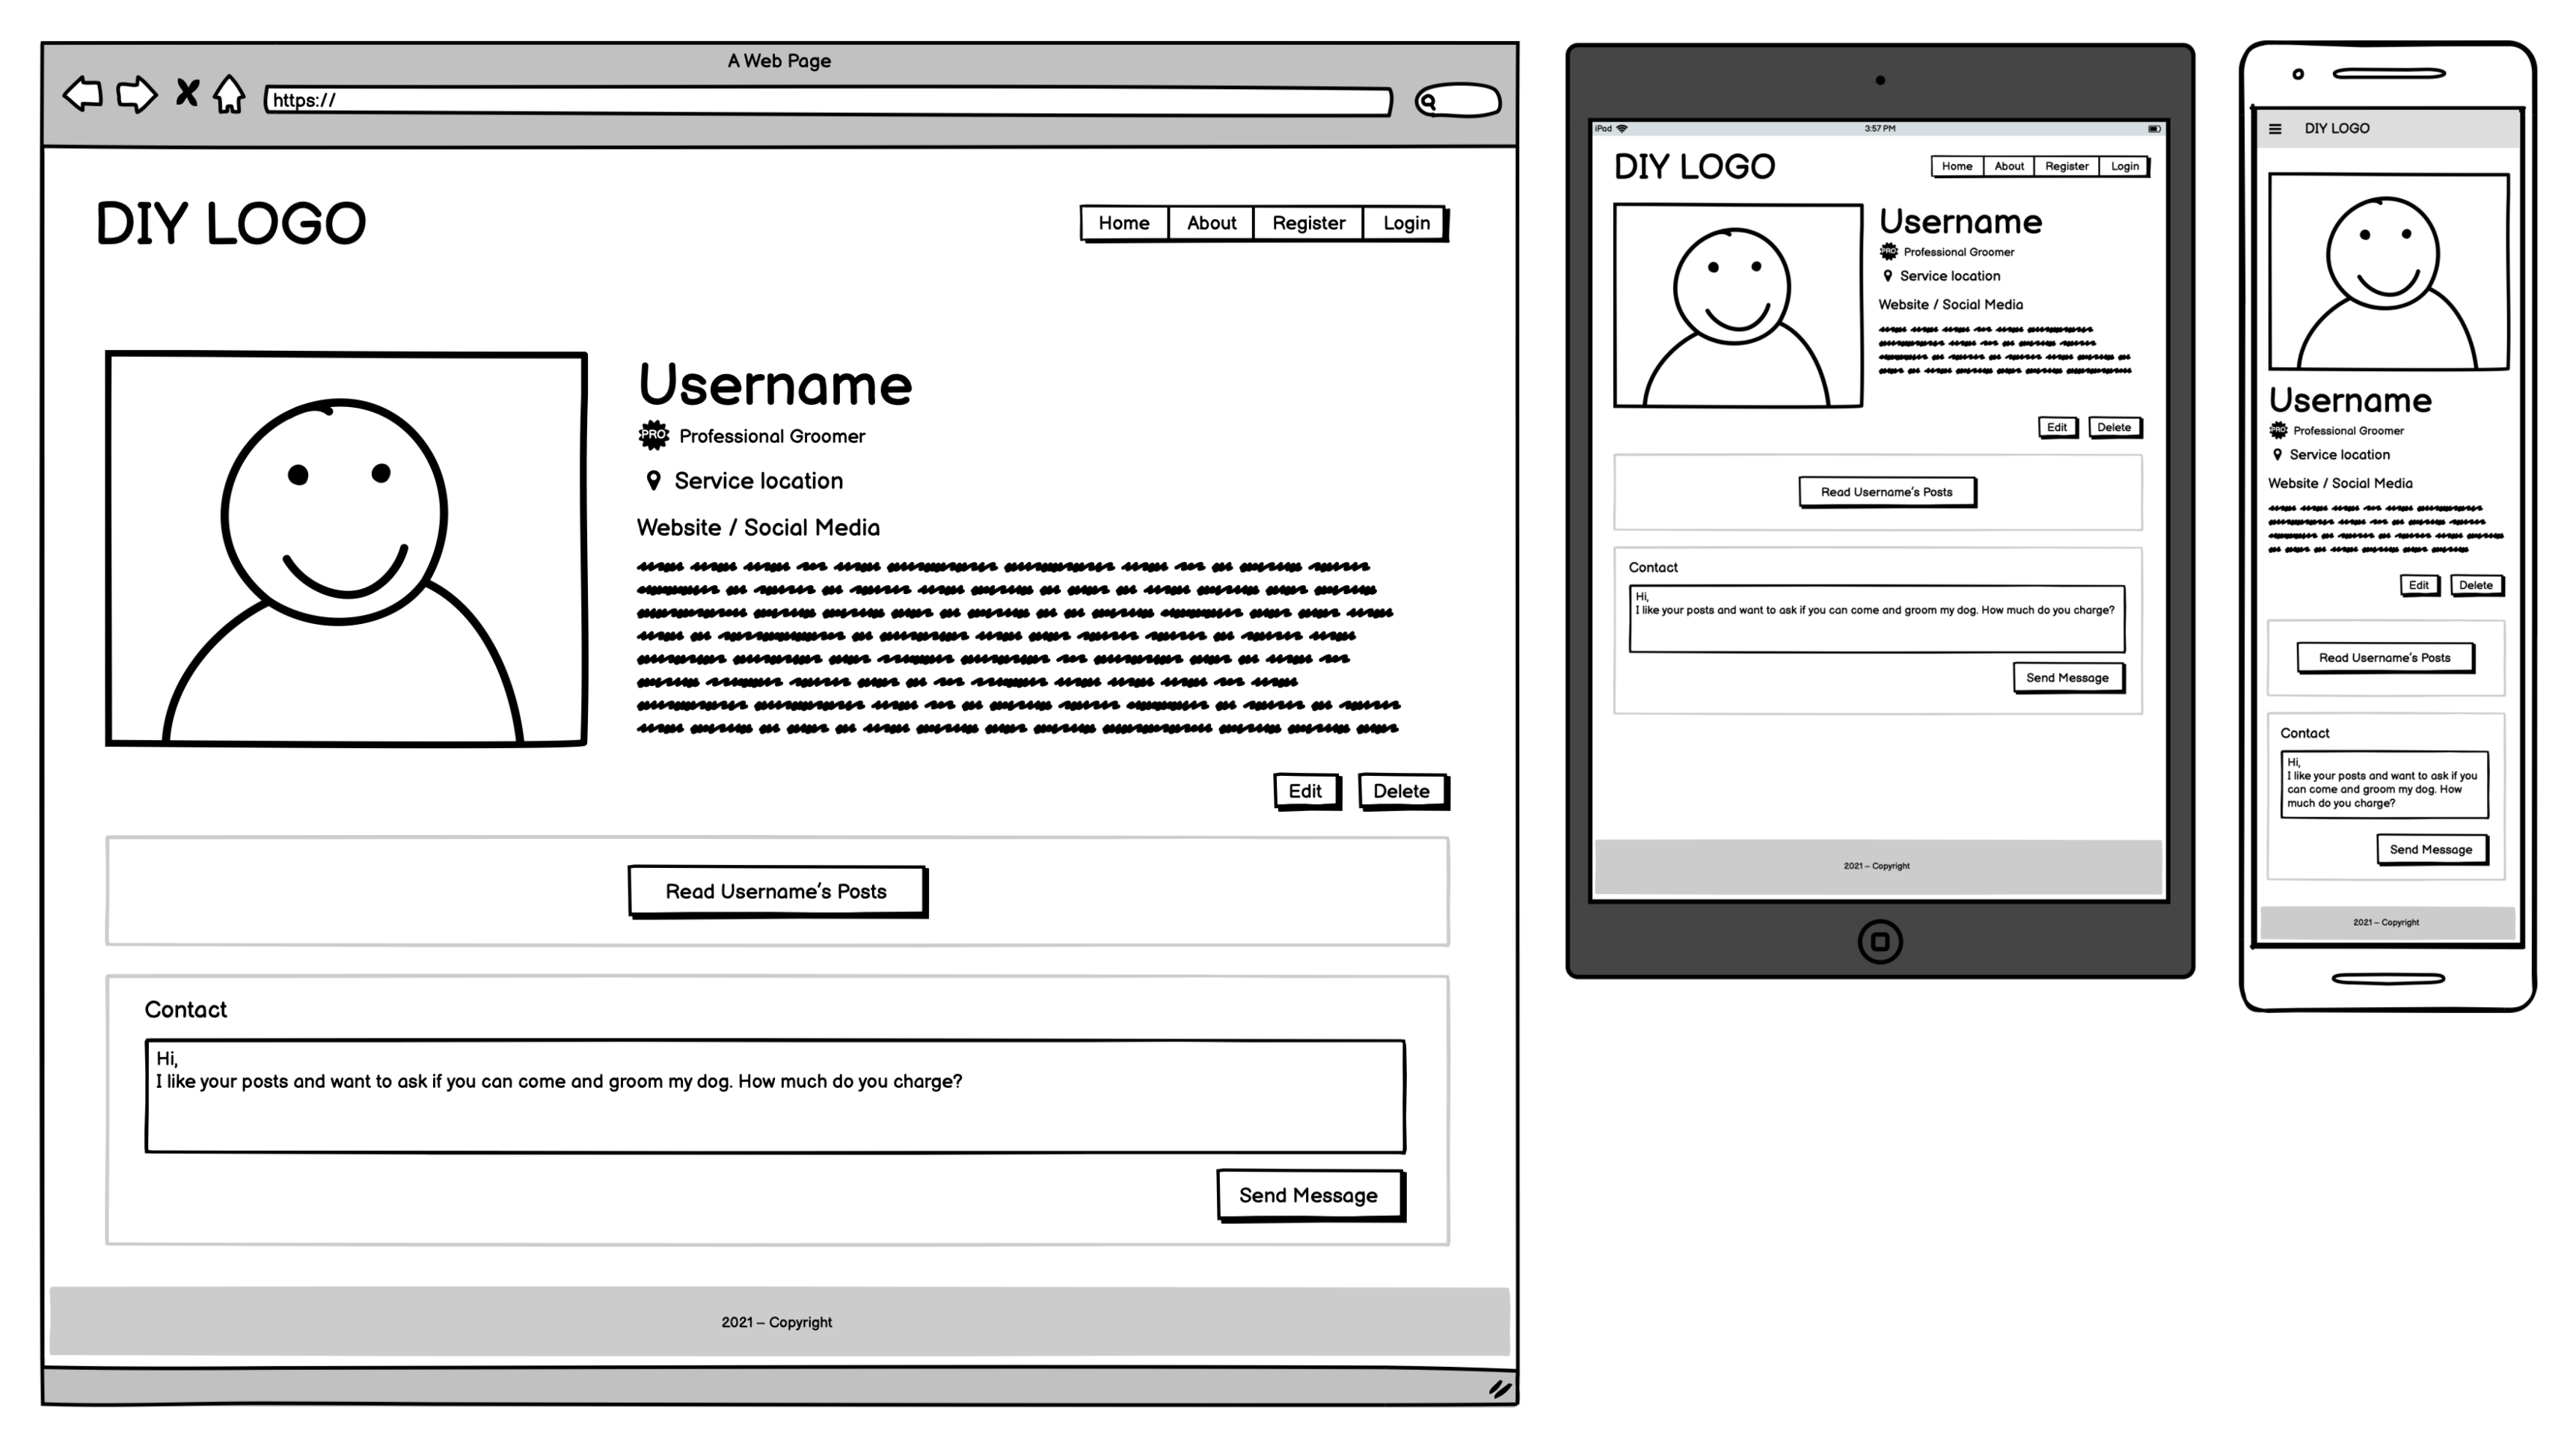 A Web Page
https://
DIY LOGO
Home About Register Login
Username
PRO Professional Groomer
Service location
Website / Social Media
Edit Delete
Read Username's Posts
Contact
Hi,
I like your posts and want to ask if you can come and groom my dog. How much do you charge?
Send Message
2021 – Copyright
iPad 3:57 PM
DIY LOGO
Home About Register Login
Username
PRO Professional Groomer
Service location
Website / Social Media
Edit Delete
Read Username's Posts
Contact
Hi,
I like your posts and want to ask if you can come and groom my dog. How much do you charge?
Send Message
2021 – Copyright
DIY LOGO
Username
PRO Professional Groomer
Service location
Website / Social Media
Edit Delete
Read Username's Posts
Contact
Hi,
I like your posts and want to ask if you
can come and groom my dog. How
much do you charge?
Send Message
2021 – Copyright